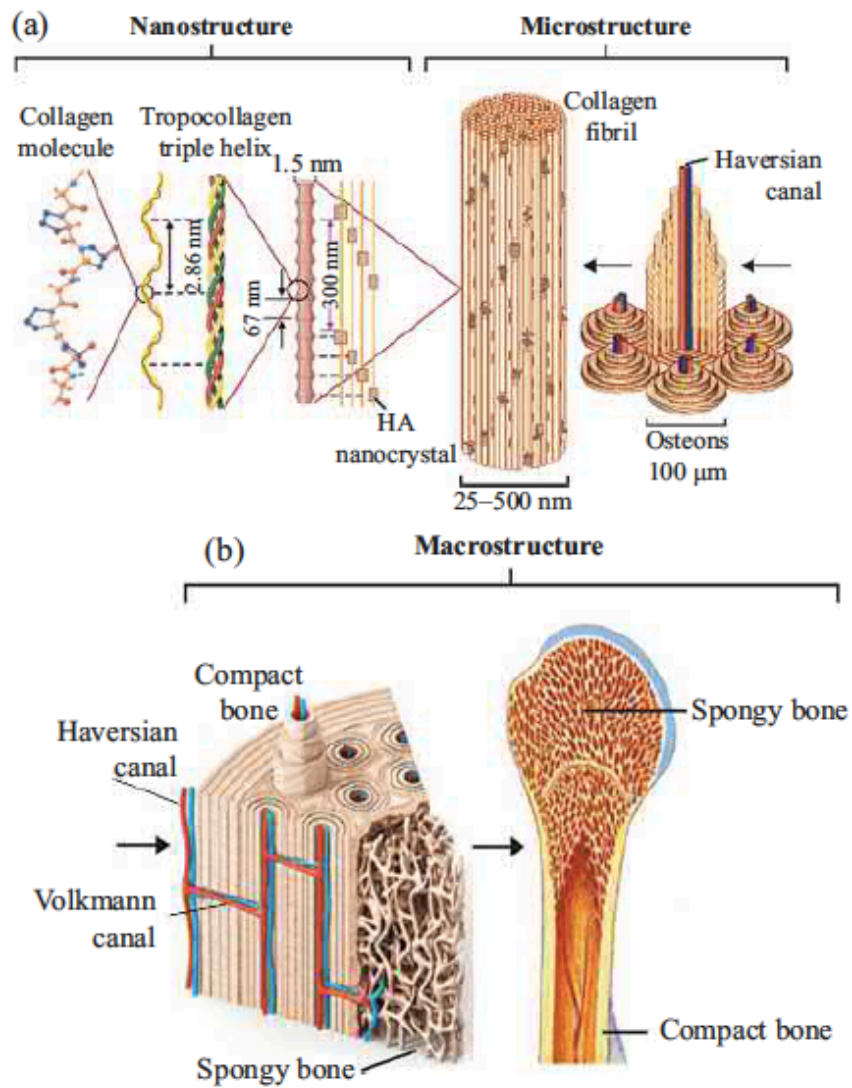 (a)
Nanostructure
Microstructure
Collagen
molecule
Tropocollagen
triple helix
1.5 nm
2.86 nm
67 nm
300 nm
HA
nanocrystal
Collagen
fibril
25–500 nm
Haversian
canal
Osteons
100 μm
(b)
Macrostructure
Compact
bone
Haversian
canal
Volkmann
canal
Spongy bone
Spongy bone
Compact bone